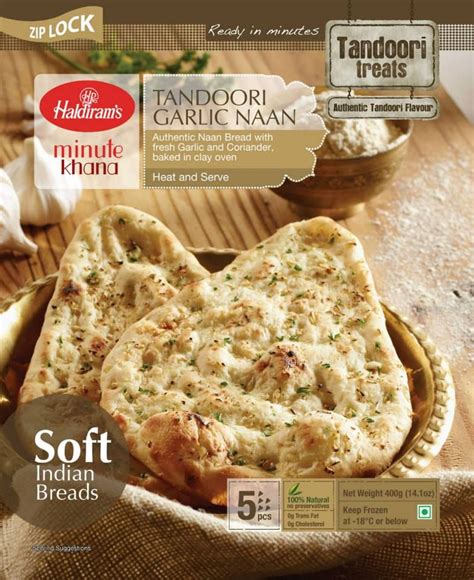 ZIP LOCK
Ready in minutes
Tandoori
treats
Authentic Tandoori Flavour
Haldiram's
minute
khana
TANDOORI
GARLIC NAAN
Authentic Naan Bread with
fresh Garlic and Coriander,
baked in clay oven
Heat and Serve
Soft
Indian
Breads
5 pcs
100% Natural
no preservatives
0g Trans Fat
0g Cholesterol
Net Weight 400g (14.1oz)
Keep Frozen
at -18°C or below
Serving Suggestions